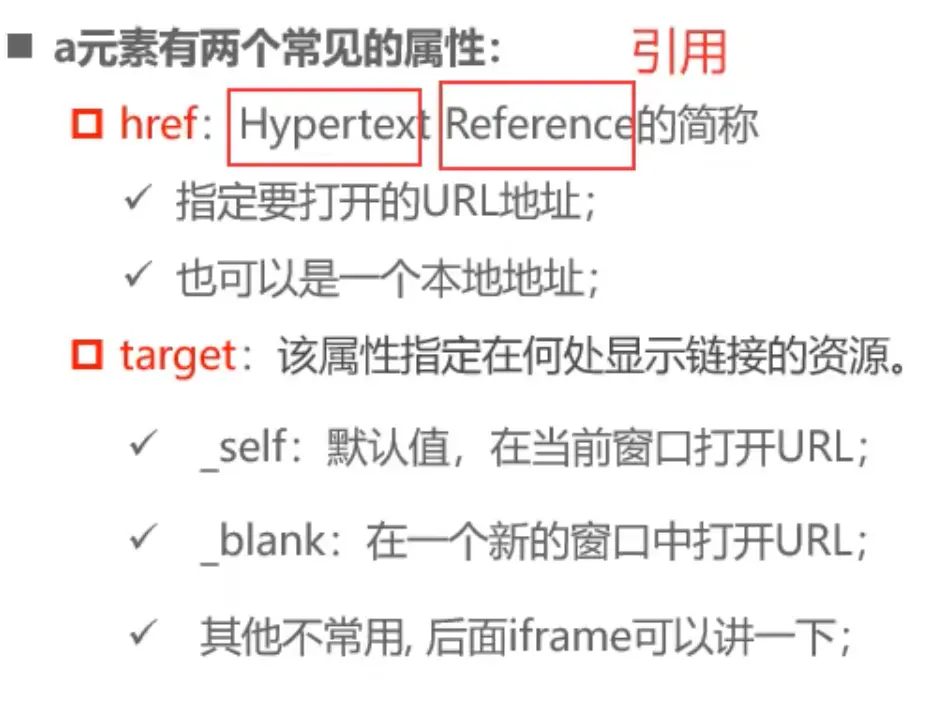 a元素有两个常见的属性：
引用
href：Hypertext Reference的简称
指定要打开的URL地址；
也可以是一个本地地址；
target：该属性指定在何处显示链接的资源。
_self：默认值，在当前窗口打开URL；
_blank：在一个新的窗口中打开URL；
其他不常用, 后面iframe可以讲一下；